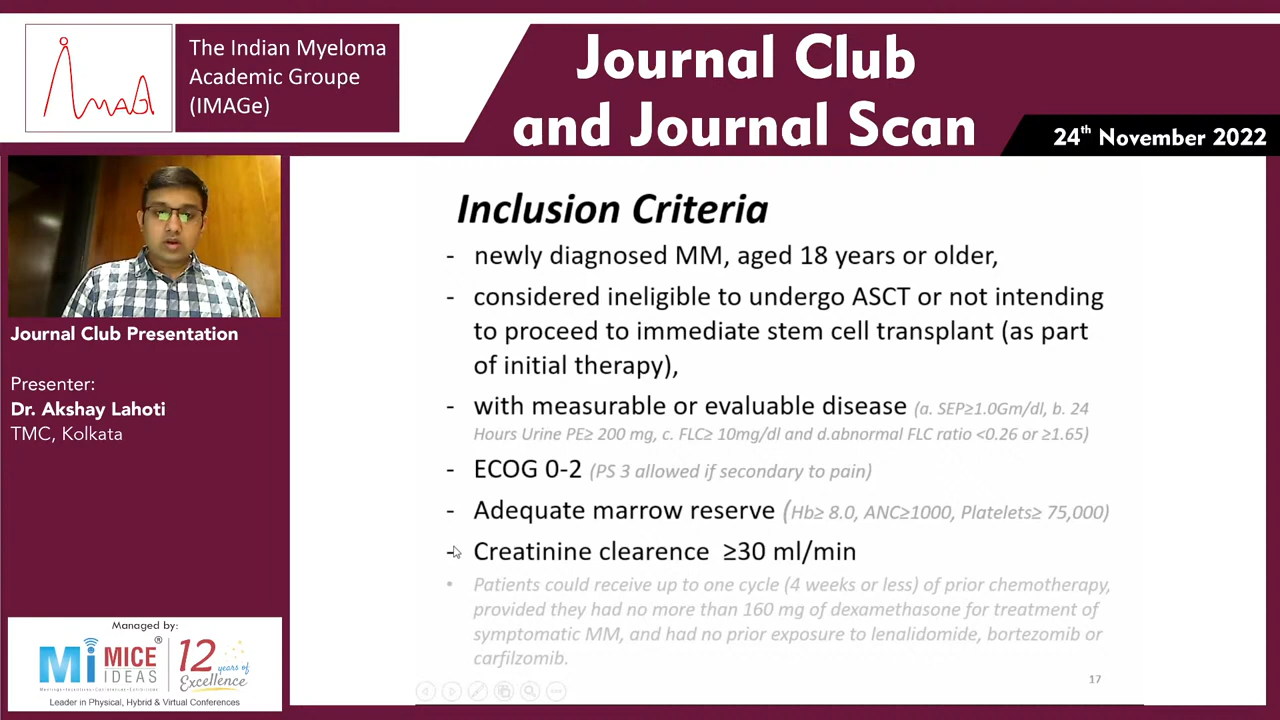 The Indian Myeloma
Academic Groupe
(IMAGe)
ImAGe
Journal Club
and Journal Scan
24th November 2022
Journal Club Presentation
Presenter:
Dr. Akshay Lahoti
TMC, Kolkata
Inclusion Criteria
- newly diagnosed MM, aged 18 years or older,
- considered ineligible to undergo ASCT or not intending
to proceed to immediate stem cell transplant (as part
of initial therapy),
- with measurable or evaluable disease (a. SEP≥1.0Gm/dl, b. 24
Hours Urine PE≥ 200 mg, c. FLC≥ 10mg/dl and d.abnormal FLC ratio <0.26 or ≥1.65)
- ECOG 0-2 (PS 3 allowed if secondary to pain)
- Adequate marrow reserve (Hb≥ 8.0, ANC≥1000, Platelets≥ 75,000)
- Creatinine clearence ≥30 ml/min
• Patients could receive up to one cycle (4 weeks or less) of prior chemotherapy,
provided they had no more than 160 mg of dexamethasone for treatment of
symptomatic MM, and had no prior exposure to lenalidomide, bortezomib or
carfilzomib.
17
Managed by:
Mi MICE IDEAS®
Meetings•Incentives•Conferences•Exhibitions
12 years of Excellence
Leader in Physical, Hybrid & Virtual Conferences